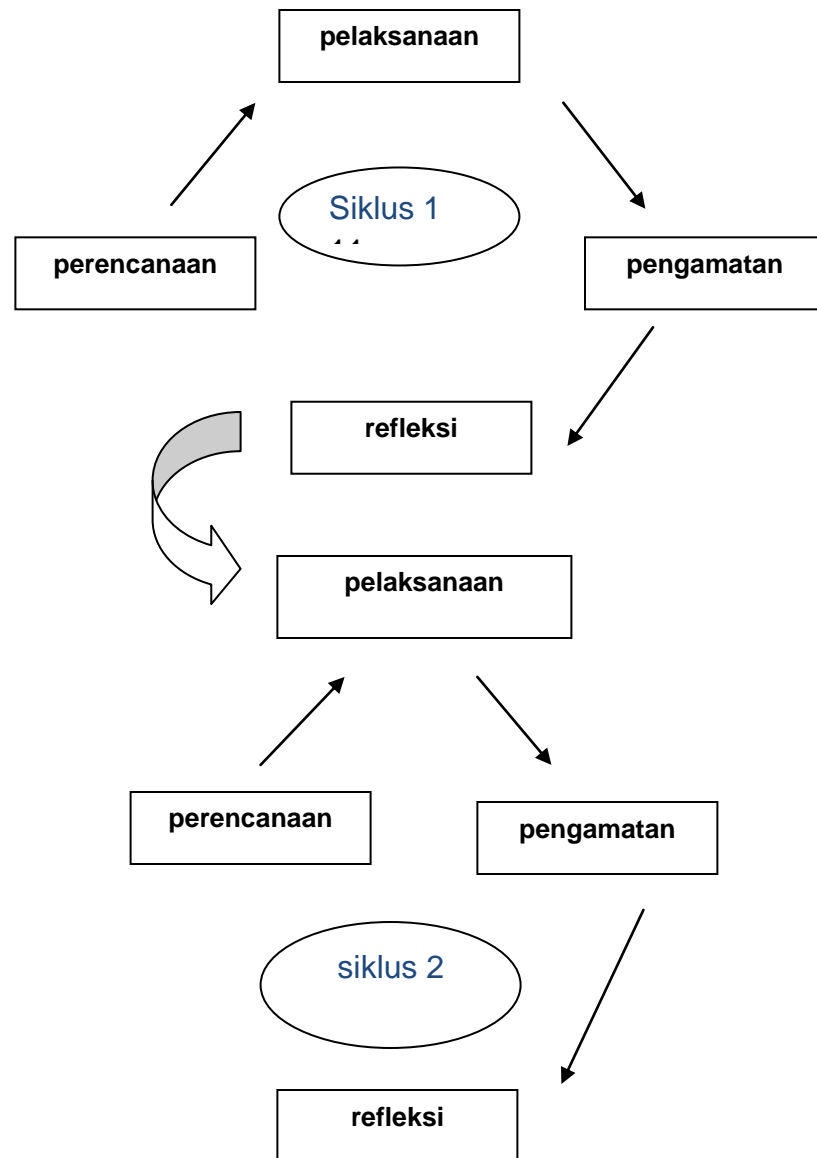 pelaksanaan
Siklus 1
perencanaan
pengamatan
refleksi
pelaksanaan
perencanaan
pengamatan
siklus 2
refleksi